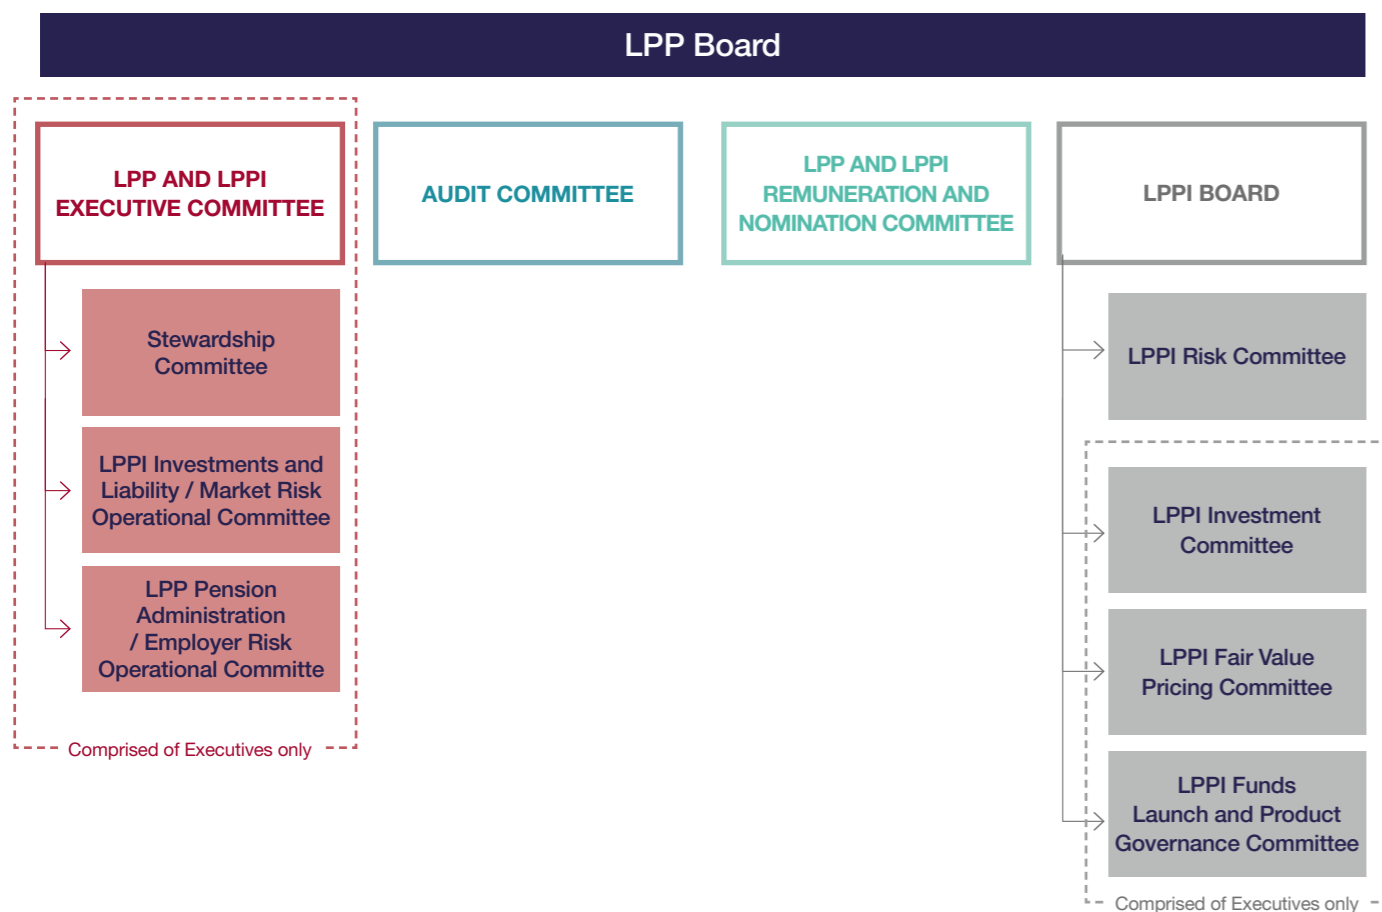 LPP Board
LPP AND LPPI
EXECUTIVE COMMITTEE
AUDIT COMMITTEE
LPP AND LPPI
REMUNERATION AND
NOMINATION COMMITTEE
LPPI BOARD
Stewardship
Committee
LPPI Investments and
Liability / Market Risk
Operational Committee
LPP Pension
Administration
/ Employer Risk
Operational Committe
Comprised of Executives only
LPPI Risk Committee
LPPI Investment
Committee
LPPI Fair Value
Pricing Committee
LPPI Funds
Launch and Product
Governance Committee
Comprised of Executives only